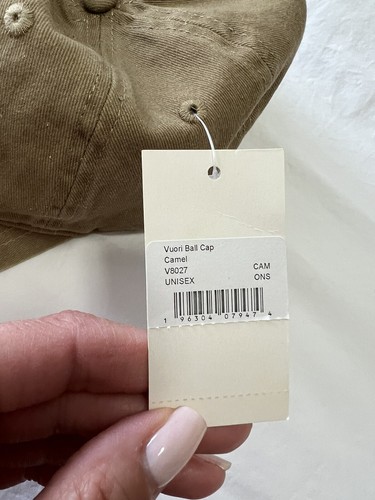 Vuori Ball Cap
Camel
V8027 CAM
UNISEX ONS
1 96304 07947 4